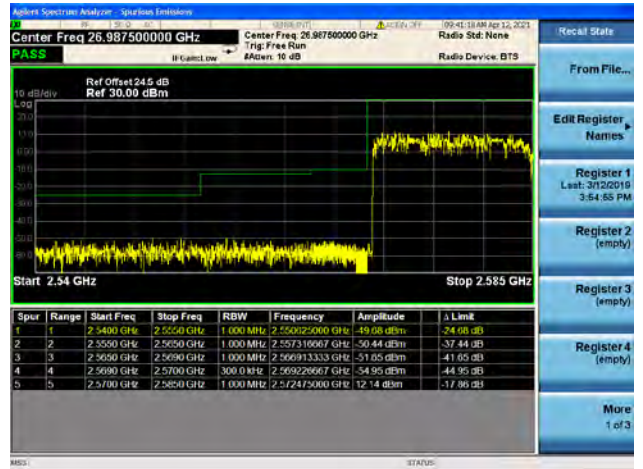 Agilent Spectrum Analyzer - Spurious Emissions
09:41:18 AM Apr 12, 2021
Center Freq 26.987500000 GHz
Center Freq: 26.987500000 GHz
Radio Std: None
Trig: Free Run
PASS
IFGain:Low
#Atten: 10 dB
Radio Device: BTS
Ref Offset 24.5 dB
10 dB/div
Ref 30.00 dBm
Log
Start 2.54 GHz
Stop 2.585 GHz
Spur Range Start Freq Stop Freq RBW Frequency Amplitude Δ Limit
1 1 2.5400 GHz 2.5550 GHz 1.000 MHz 2.550025000 GHz -49.68 dBm -24.68 dB
2 2 2.5550 GHz 2.5650 GHz 1.000 MHz 2.557316667 GHz -50.44 dBm -37.44 dB
3 3 2.5650 GHz 2.5690 GHz 1.000 MHz 2.566913333 GHz -51.65 dBm -41.65 dB
4 4 2.5690 GHz 2.5700 GHz 300.0 kHz 2.569226667 GHz -54.95 dBm -44.95 dB
5 5 2.5700 GHz 2.5850 GHz 1.000 MHz 2.572475000 GHz 12.14 dBm -17.86 dB
MSG
STATUS
Recall State
From File...
Edit Register
Names
Register 1
Last: 3/12/2019
3:54:55 PM
Register 2
(empty)
Register 3
(empty)
Register 4
(empty)
More
1 of 3